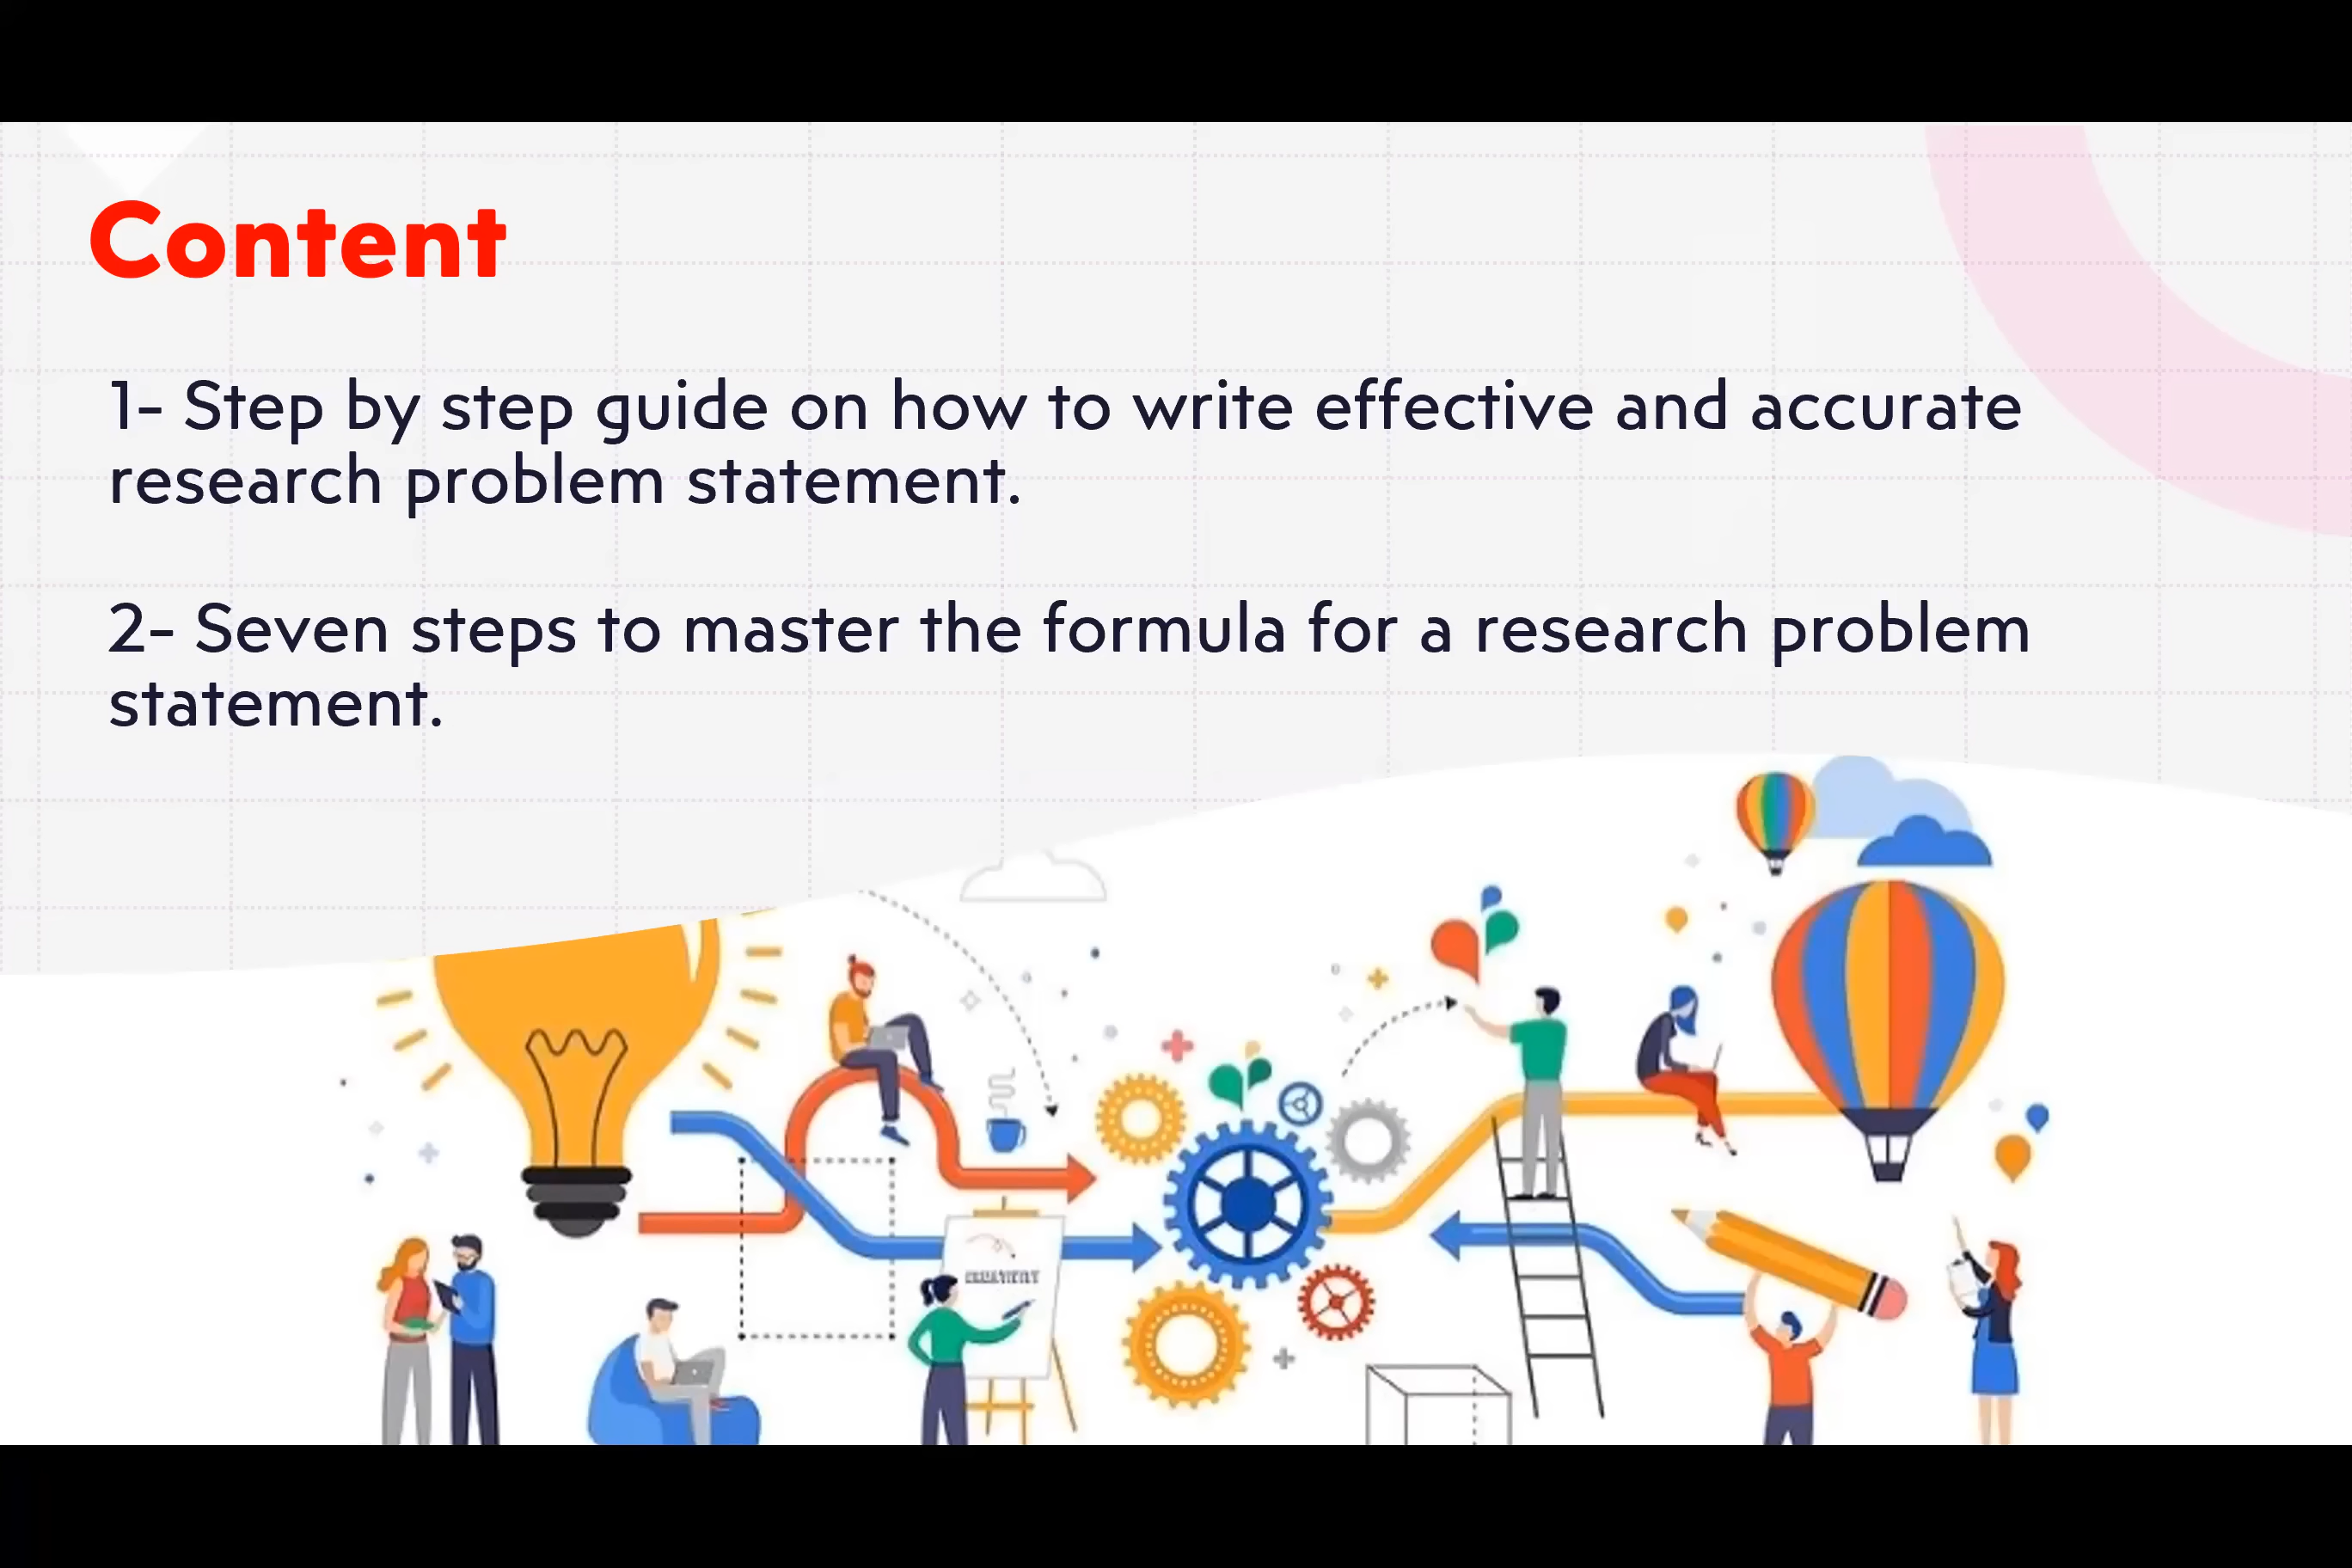 Content
1- Step by step guide on how to write effective and accurate
research problem statement.
2- Seven steps to master the formula for a research problem
statement.